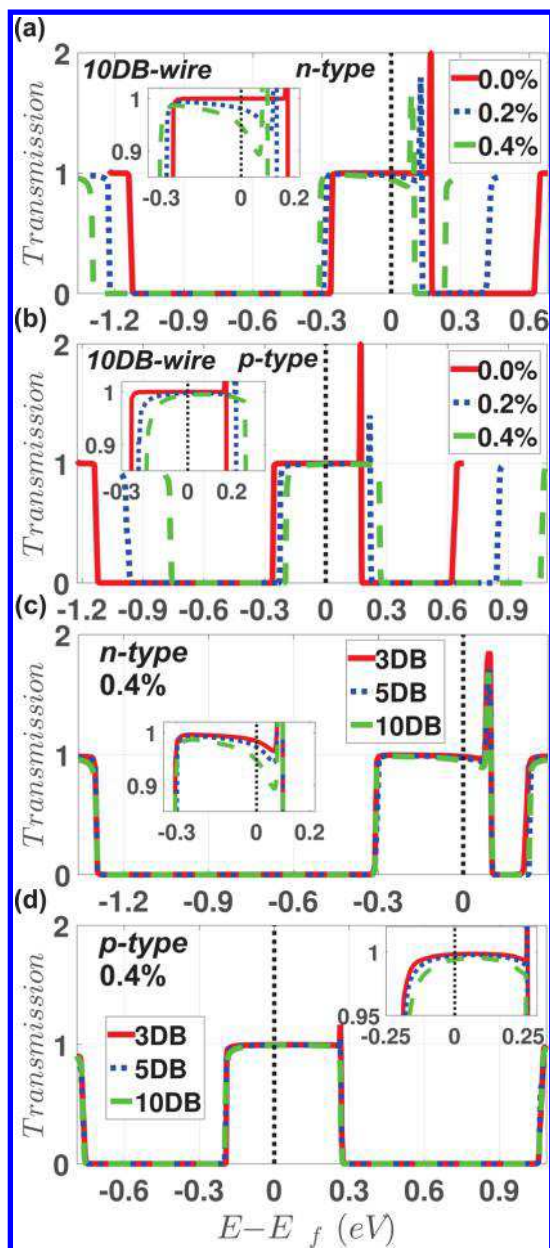 (a)
2
10DB-wire n-type
1
0.95
0.9
-0.3 0 0.2
0.0%
0.2%
0.4%
Transmission
1
0
-1.2 -0.9 -0.6 -0.3 0 0.3 0.6
(b)
2
10DB-wire p-type
1
0.95
0.9
-0.3 0 0.2
0.0%
0.2%
0.4%
Transmission
1
0
-1.2 -0.9 -0.6 -0.3 0 0.3 0.6 0.9
(c)
2
n-type
0.4%
3DB
5DB
10DB
1
0.95
0.9
-0.3 0 0.2
Transmission
1
0
-1.2 -0.9 -0.6 -0.3 0
(d)
2
p-type
0.4%
3DB
5DB
10DB
1
0.95
-0.25 0 0.25
Transmission
1
0
-0.6 -0.3 0 0.3 0.6 0.9
E−E f (eV)